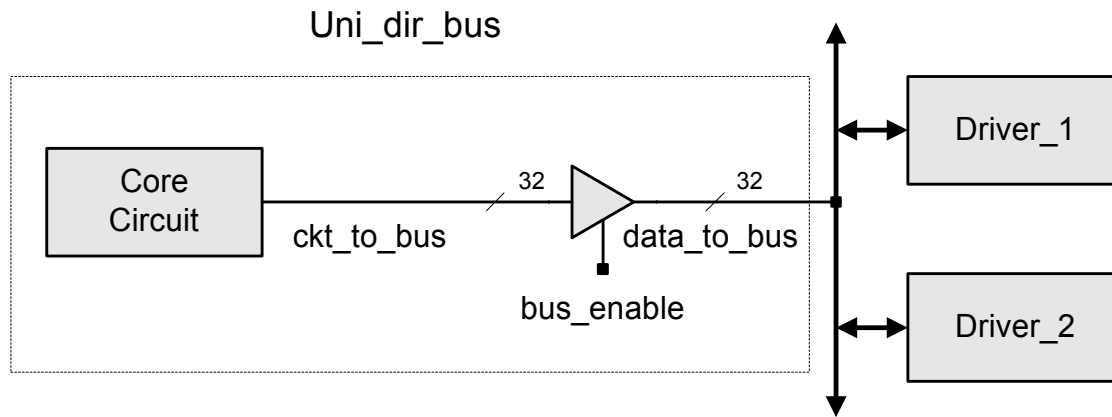 Uni_dir_bus
Core
Circuit
32
32
ckt_to_bus
data_to_bus
bus_enable
Driver_1
Driver_2